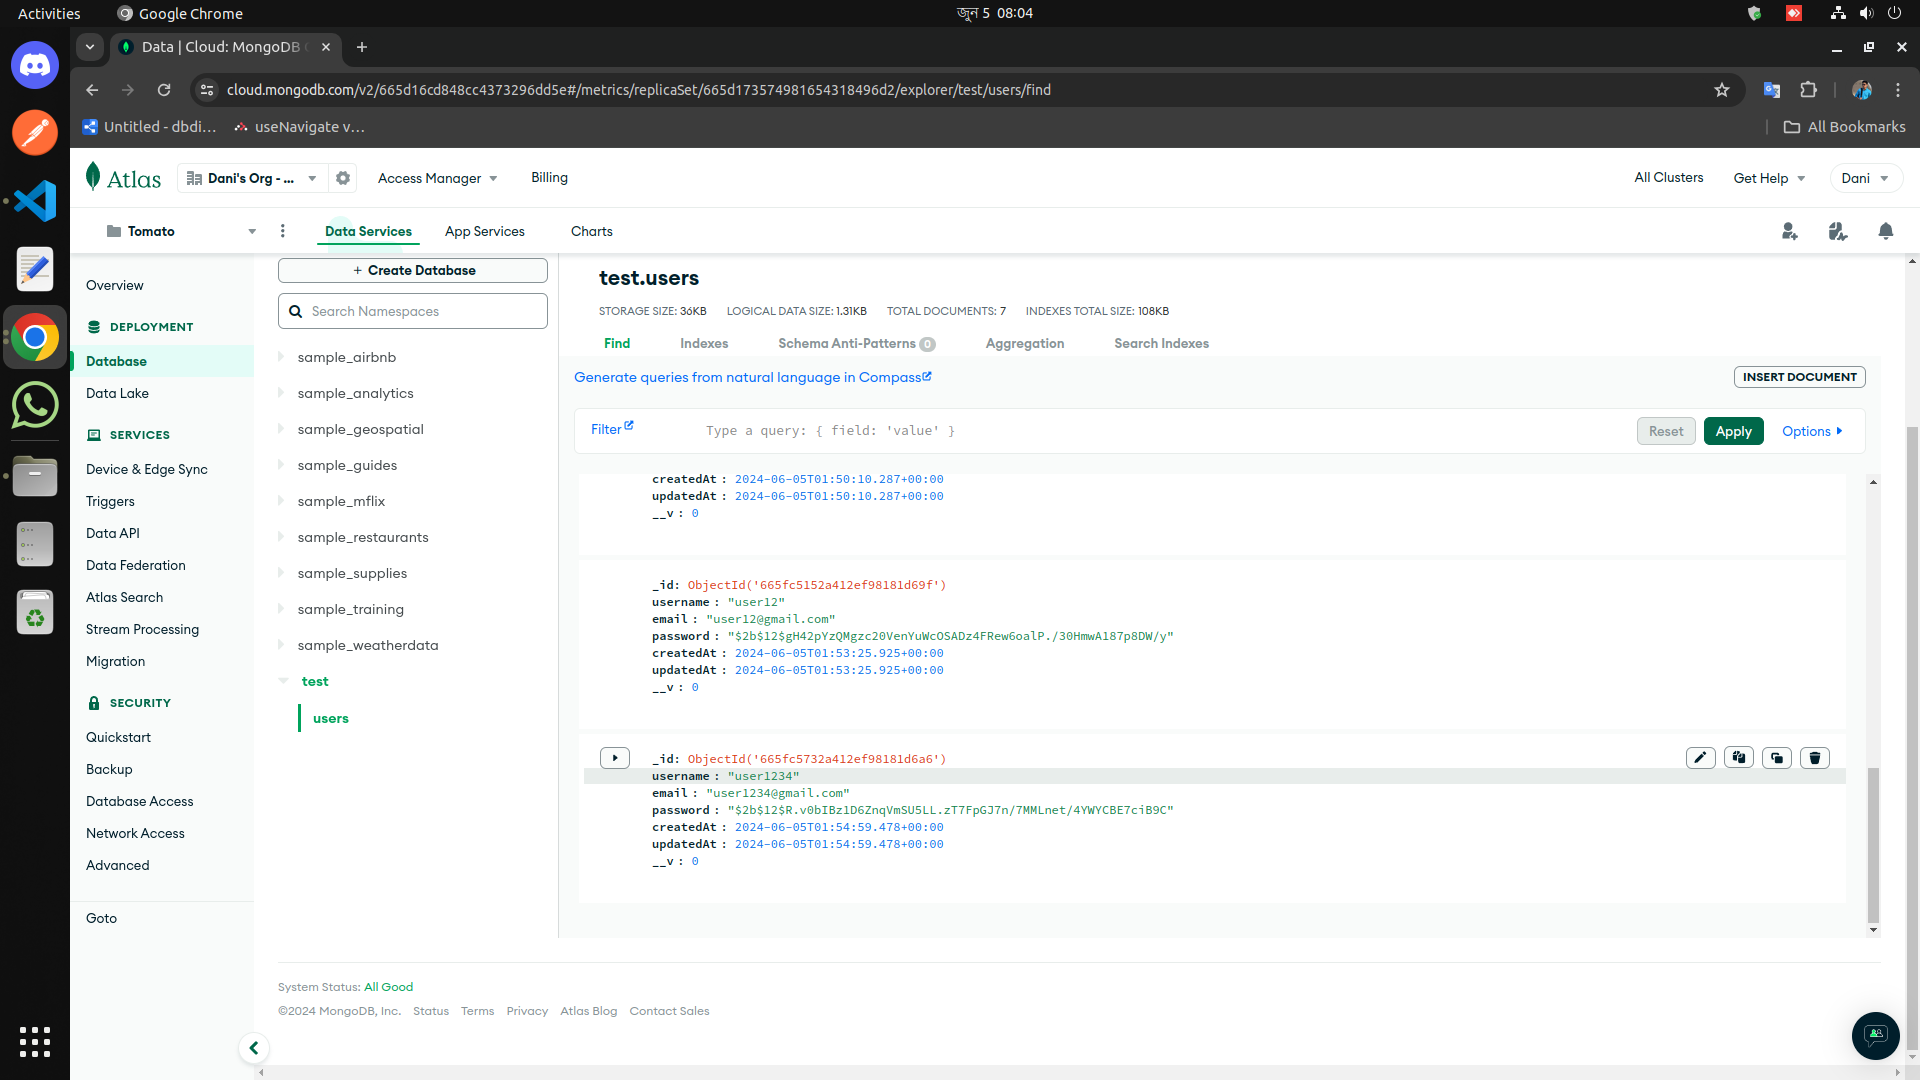 Activities
Google Chrome
জুন 5 08:04
Data | Cloud: MongoDB
cloud.mongodb.com/v2/665d16cd848cc4373296dd5e#/metrics/replicaSet/665d173574981654318496d2/explorer/test/users/find
Untitled - dbdi...
useNavigate v...
All Bookmarks
Atlas
Dani's Org - ...
Access Manager
Billing
All Clusters
Get Help
Dani
Tomato
Data Services
App Services
Charts
Overview
DEPLOYMENT
Database
Data Lake
SERVICES
Device & Edge Sync
Triggers
Data API
Data Federation
Atlas Search
Stream Processing
Migration
SECURITY
Quickstart
Backup
Database Access
Network Access
Advanced
Goto
+ Create Database
Search Namespaces
sample_airbnb
sample_analytics
sample_geospatial
sample_guides
sample_mflix
sample_restaurants
sample_supplies
sample_training
sample_weatherdata
test
users
test.users
STORAGE SIZE: 36KB LOGICAL DATA SIZE: 1.31KB TOTAL DOCUMENTS: 7 INDEXES TOTAL SIZE: 108KB
Find Indexes Schema Anti-Patterns 0 Aggregation Search Indexes
Generate queries from natural language in Compass
INSERT DOCUMENT
Filter
Type a query: { field: 'value' }
Reset
Apply
Options
createdAt : 2024-06-05T01:50:10.287+00:00
updatedAt : 2024-06-05T01:50:10.287+00:00
__v : 0
_id: ObjectId('665fc5152a412ef98181d69f')
username : "user12"
email : "user12@gmail.com"
password : "$2b$12$gH42pYzQMgzc20VenYuWcOSADz4FRew6oalP./30HmwA187p8DW/y"
createdAt : 2024-06-05T01:53:25.925+00:00
updatedAt : 2024-06-05T01:53:25.925+00:00
__v : 0
_id: ObjectId('665fc5732a412ef98181d6a6')
username : "user1234"
email : "user1234@gmail.com"
password : "$2b$12$R.v0bIBz1D6ZnqVmSU5LL.zT7FpGJ7n/7MMLnet/4YWYCBE7ciB9C"
createdAt : 2024-06-05T01:54:59.478+00:00
updatedAt : 2024-06-05T01:54:59.478+00:00
__v : 0
System Status: All Good
©2024 MongoDB, Inc. Status Terms Privacy Atlas Blog Contact Sales